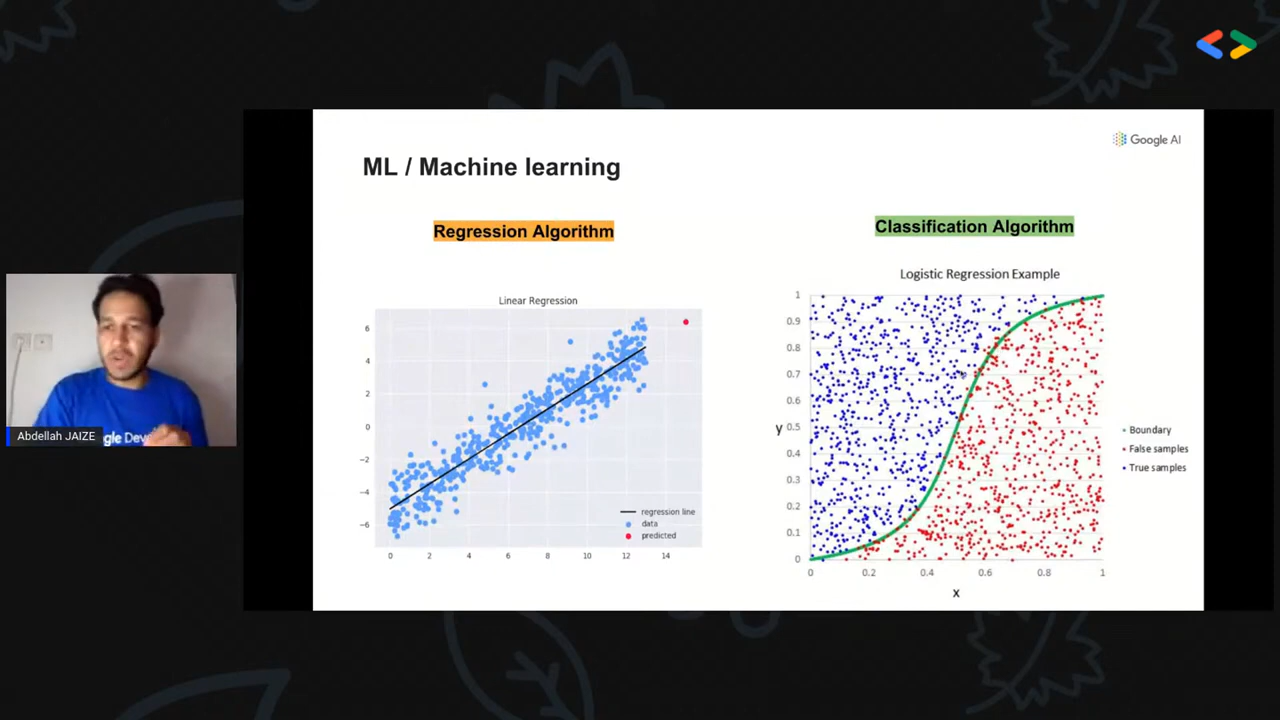 Google AI
ML / Machine learning
Regression Algorithm
Classification Algorithm
Linear Regression
6
4
2
0
−2
−4
−6
0 2 4 6 8 10 12 14
regression line
data
predicted
Logistic Regression Example
1
0.9
0.8
0.7
0.6
0.5
0.4
0.3
0.2
0.1
0
y
0 0.2 0.4 0.6 0.8 1
x
Boundary
False samples
True samples
gle Dev
Abdellah JAIZE